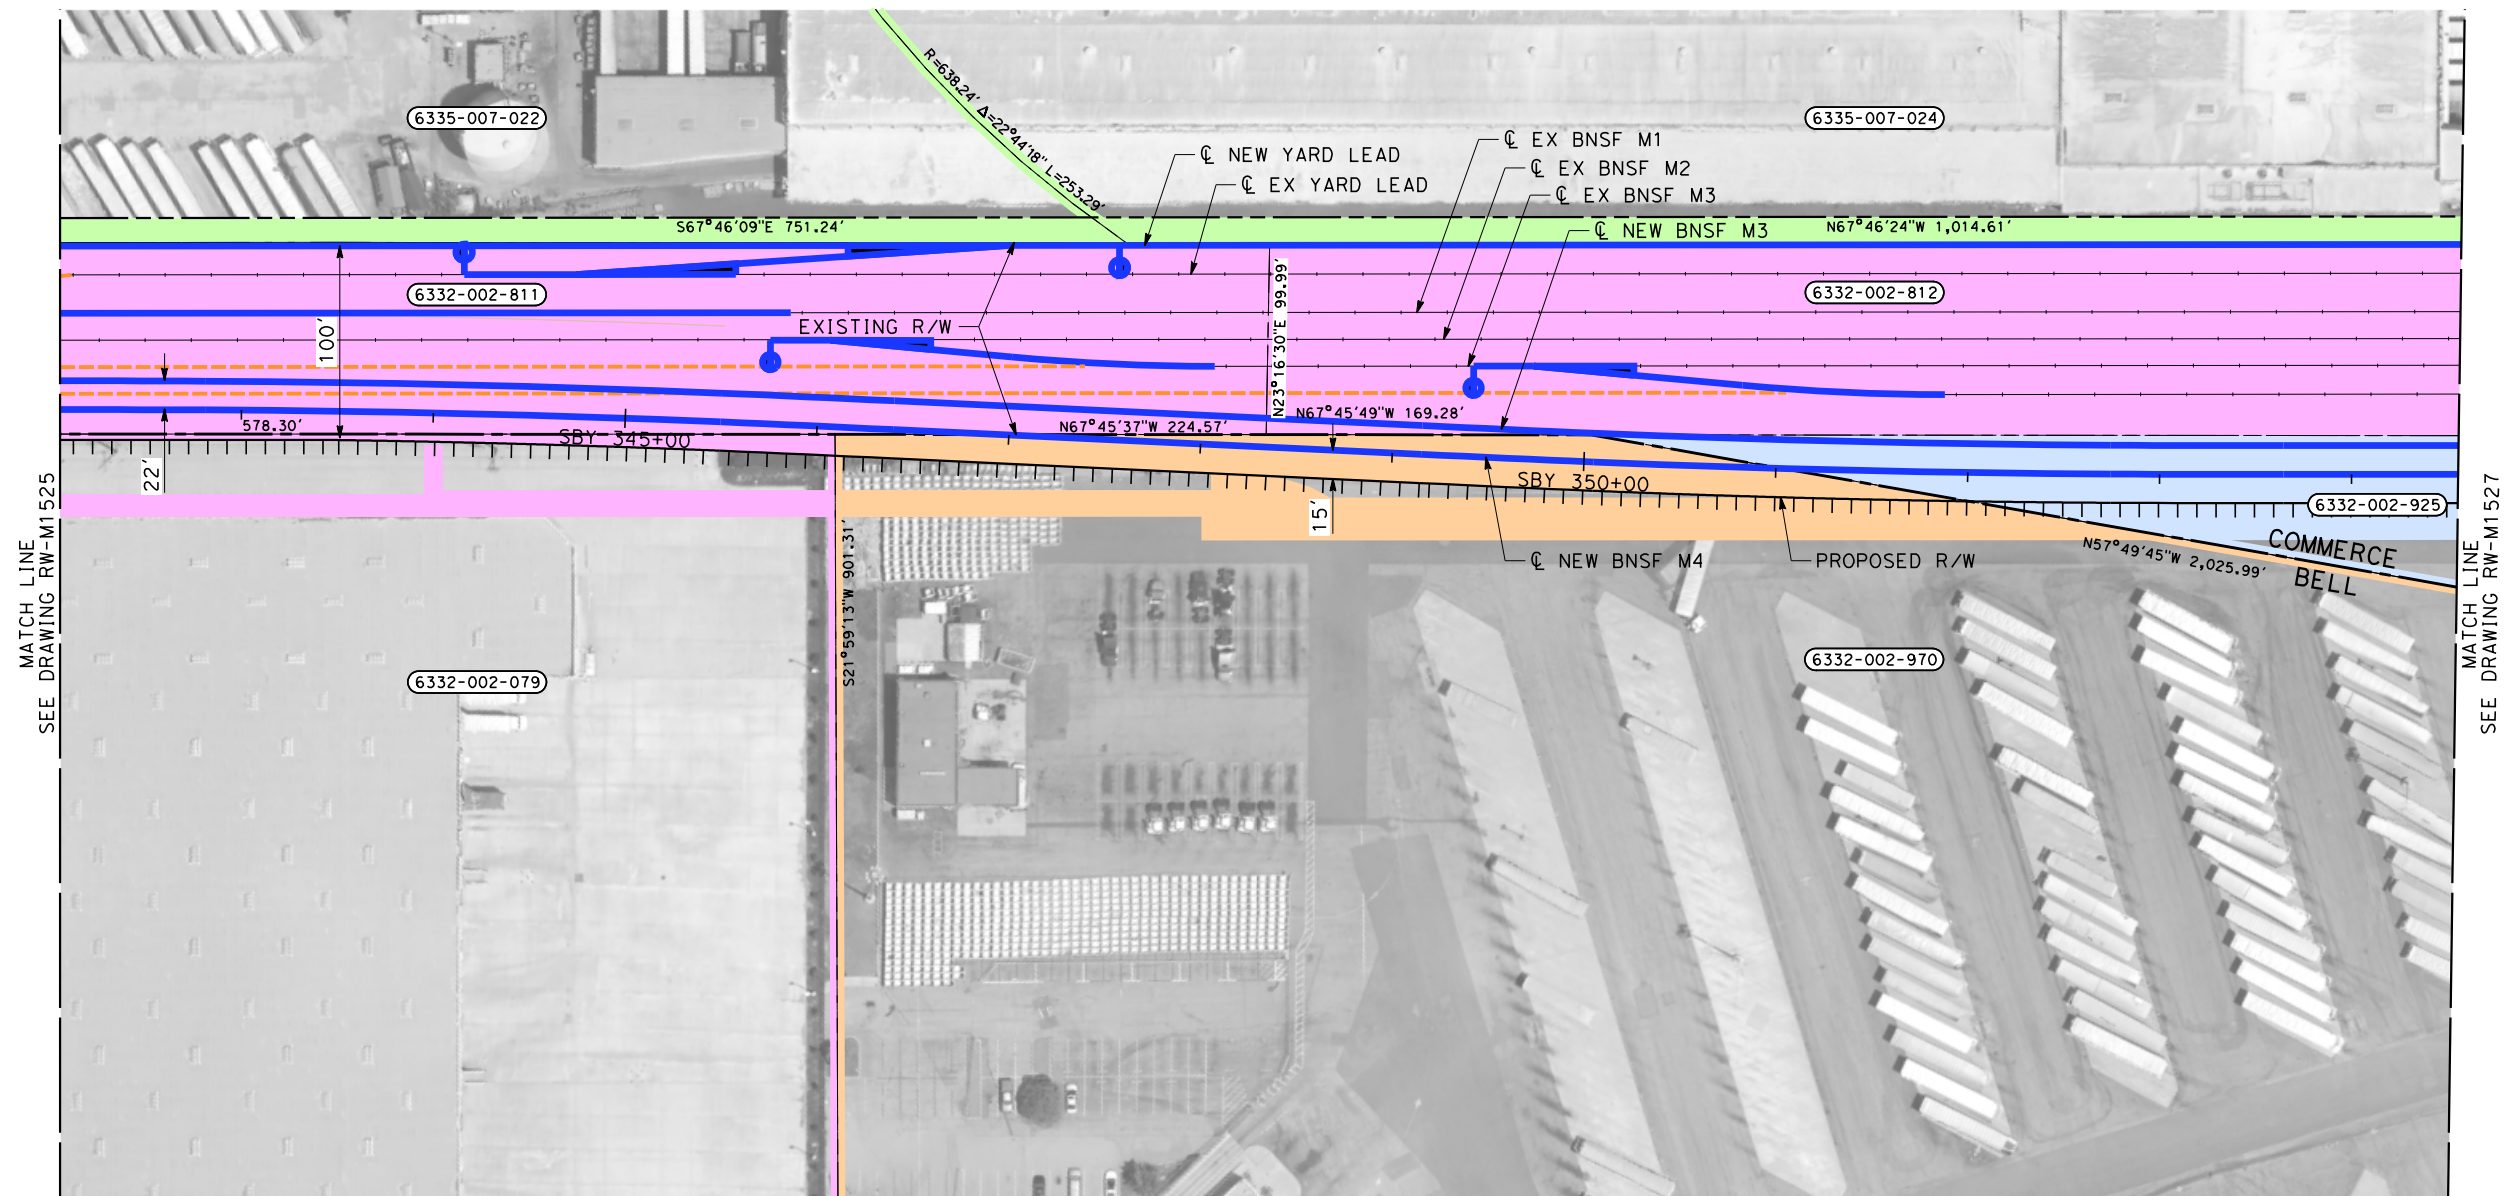 R=638.24' Δ=22°44'18" L=253.29'
6335-007-022
6335-007-024
℄ EX BNSF M1
℄ NEW YARD LEAD
℄ EX BNSF M2
℄ EX YARD LEAD
℄ EX BNSF M3
S67°46'09"E 751.24'
℄ NEW BNSF M3
N67°46'24"W 1,014.61'
6332-002-811
6332-002-812
100'
EXISTING R/W
N23°16'30"E 99.99'
N67°45'49"W 169.28'
578.30'
N67°45'37"W 224.57'
SBY 345+00
22'
SBY 350+00
15'
6332-002-925
℄ NEW BNSF M4
PROPOSED R/W
COMMERCE
N57°49'45"W 2,025.99'
BELL
S21°59'13"W 901.31'
6332-002-079
6332-002-970
MATCH LINE
SEE DRAWING RW-M1525
MATCH LINE
SEE DRAWING RW-M1527